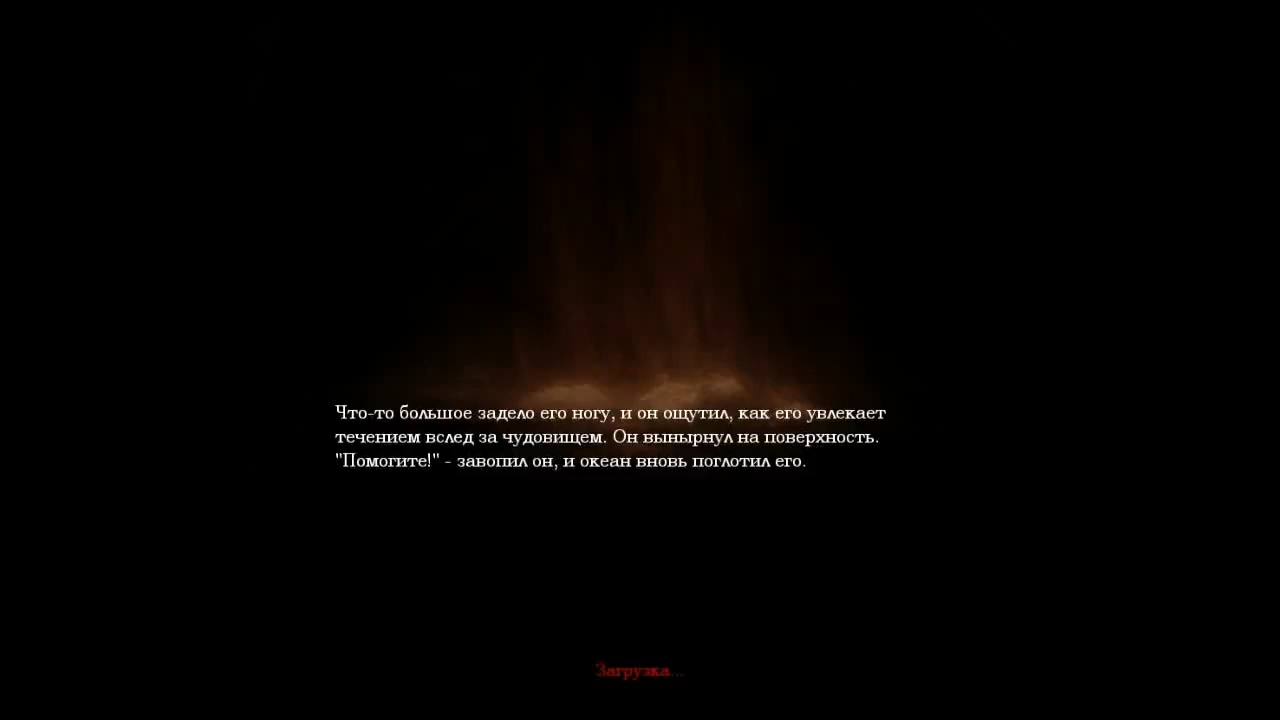 Что-то большое задело его ногу, и он ощутил, как его увлекает
течением вслед за чудовищем. Он вынырнул на поверхность.
"Помогите!" - завопил он, и океан вновь поглотил его.
Загрузка...